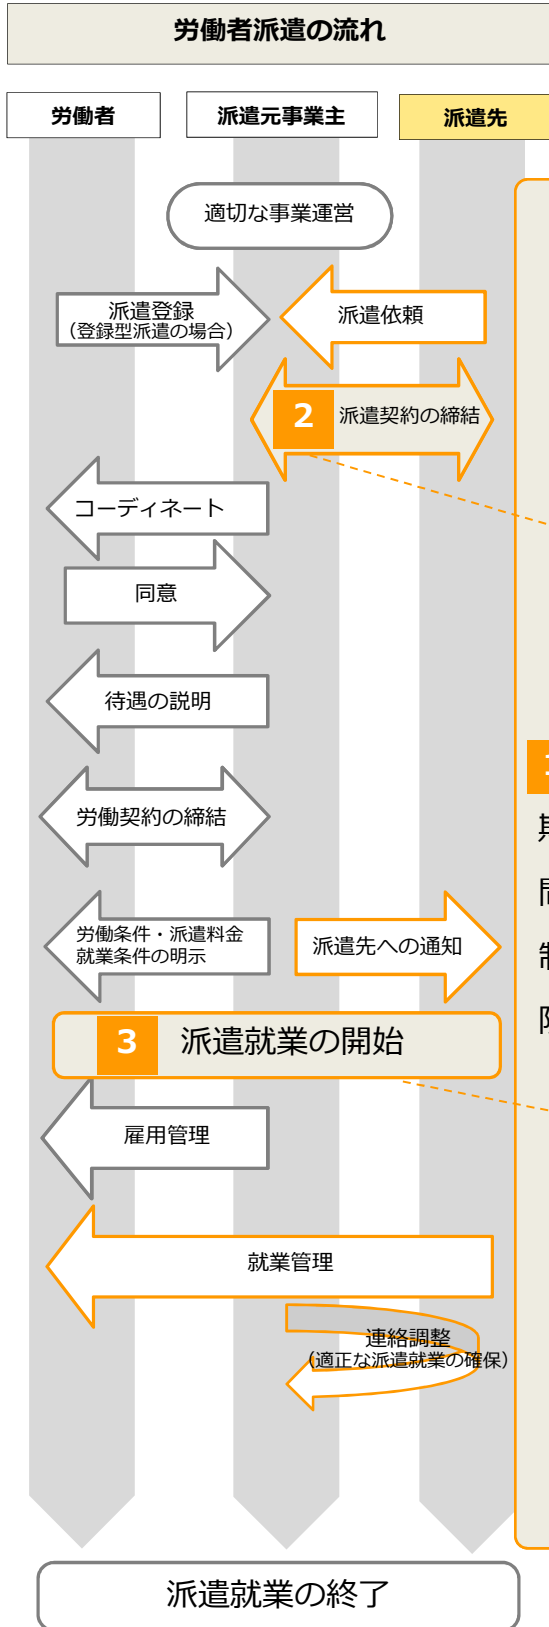 労働者派遣の流れ
労働者
派遣元事業主
派遣先
適切な事業運営
派遣登録
(登録型派遣の場合)
派遣依頼
2 派遣契約の締結
コーディネート
同意
待遇の説明
労働契約の締結
労働条件・派遣料金
就業条件の明示
派遣先への通知
3 派遣就業の開始
雇用管理
就業管理
連絡調整
(適正な派遣就業の確保)
派遣就業の終了